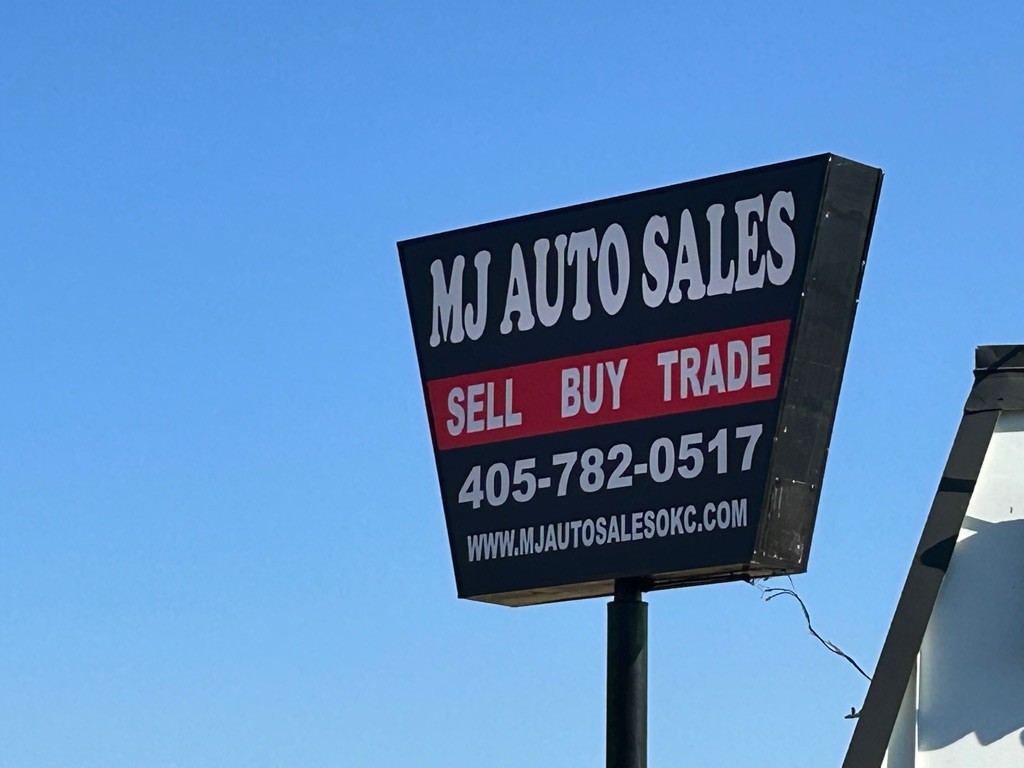 MJ AUTO SALES
SELL BUY TRADE
405-782-0517
WWW.MJAUTOSALESOKC.COM